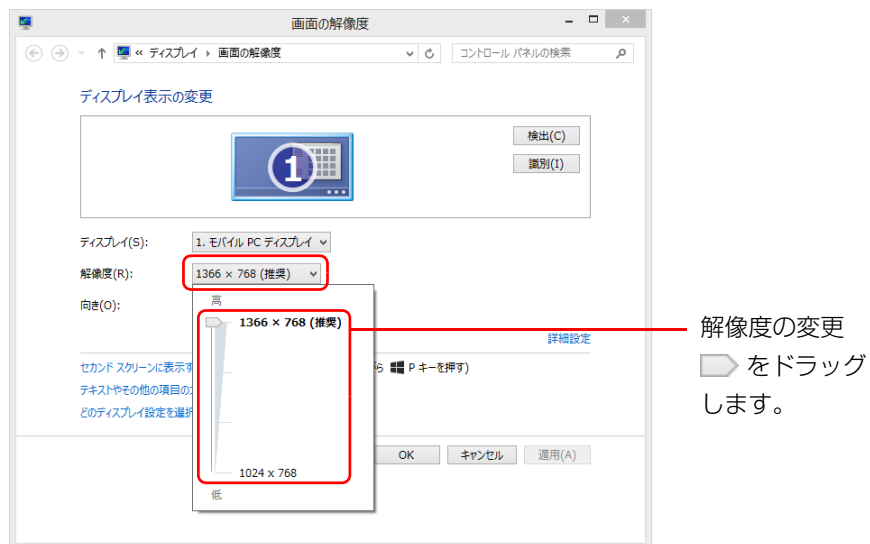 画面の解像度
« ディスプレイ ▸ 画面の解像度
コントロール パネルの検索
ディスプレイ表示の変更
1
検出(C)
識別(I)
ディスプレイ(S): 1. モバイル PC ディスプレイ
解像度(R): 1366 × 768 (推奨)
向き(O):
高
1366 × 768 (推奨)
1024 x 768
低
詳細設定
セカンド スクリーンに表示す
P キーを押す)
テキストやその他の項目の
どのディスプレイ設定を選
OK キャンセル 適用(A)
解像度の変更
をドラッグ
します。